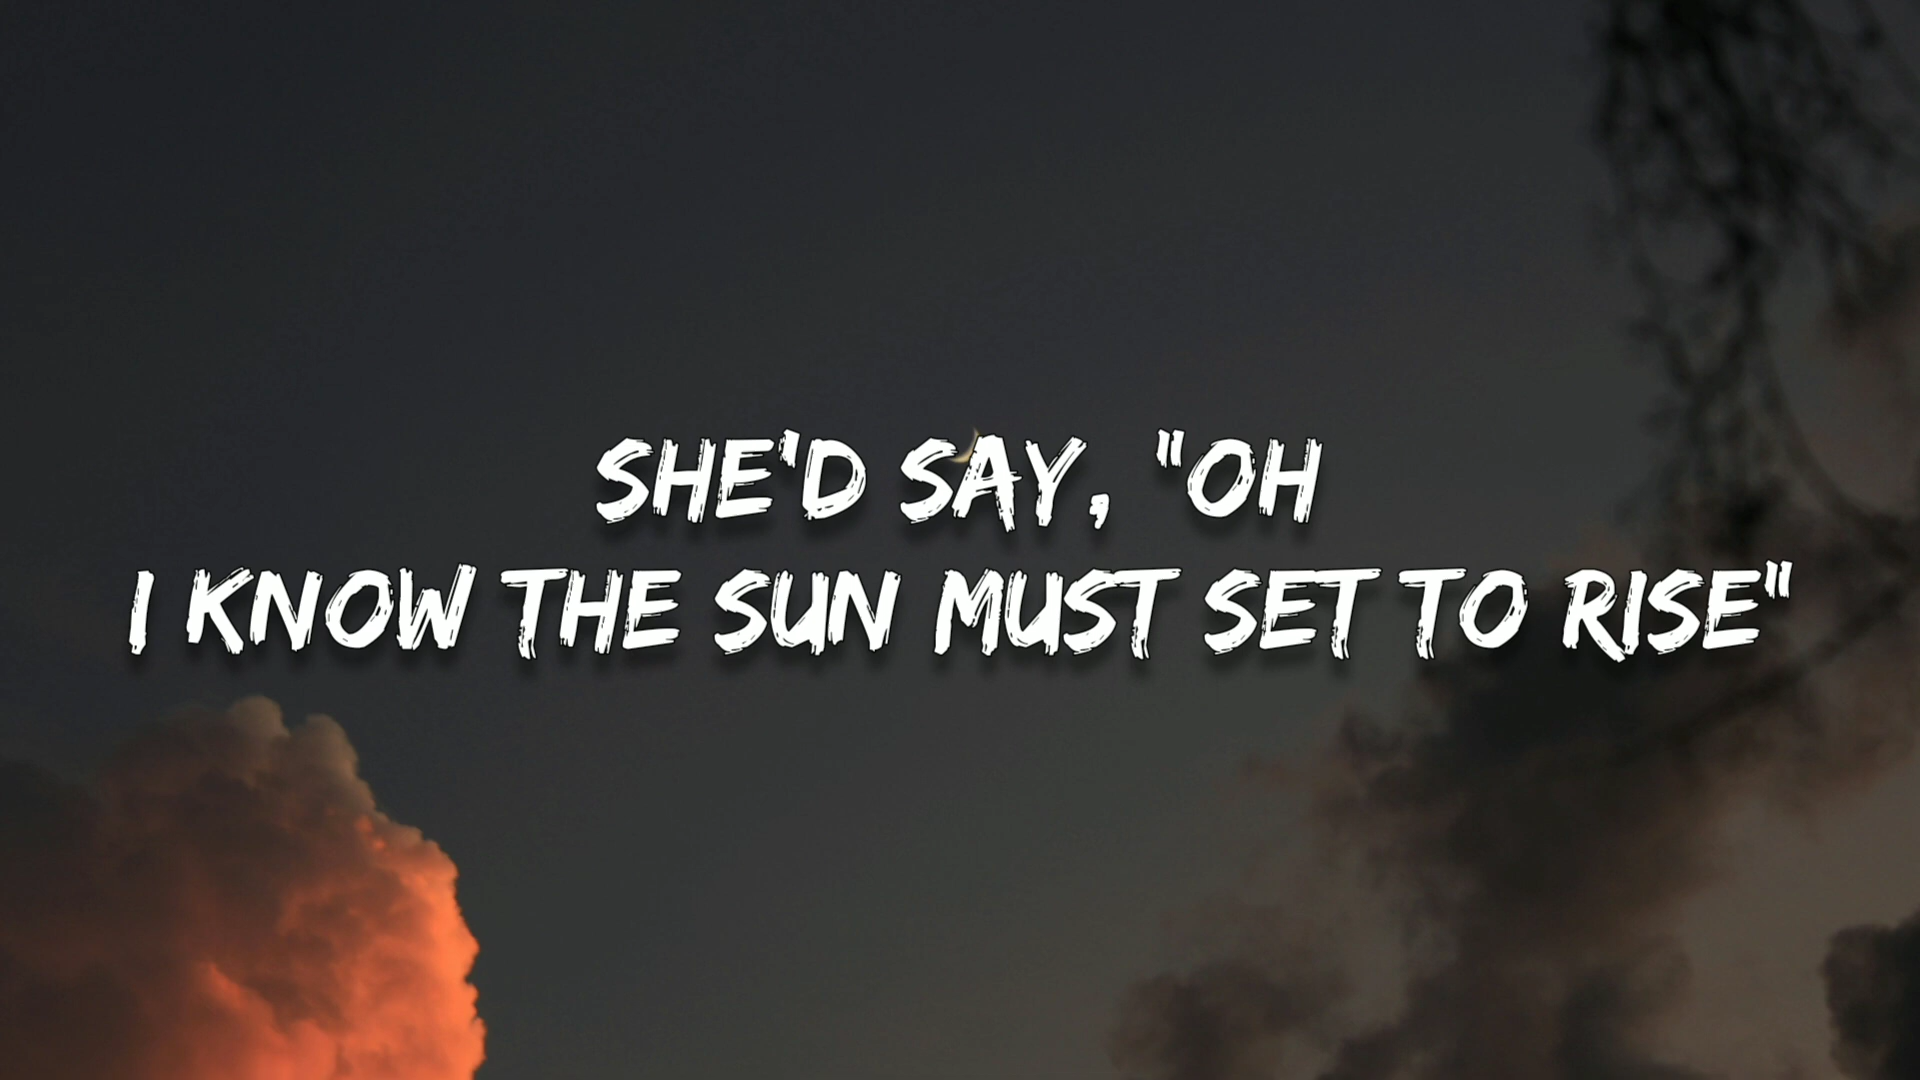 SHE'D SAY, "OH
I KNOW THE SUN MUST SET TO RISE"